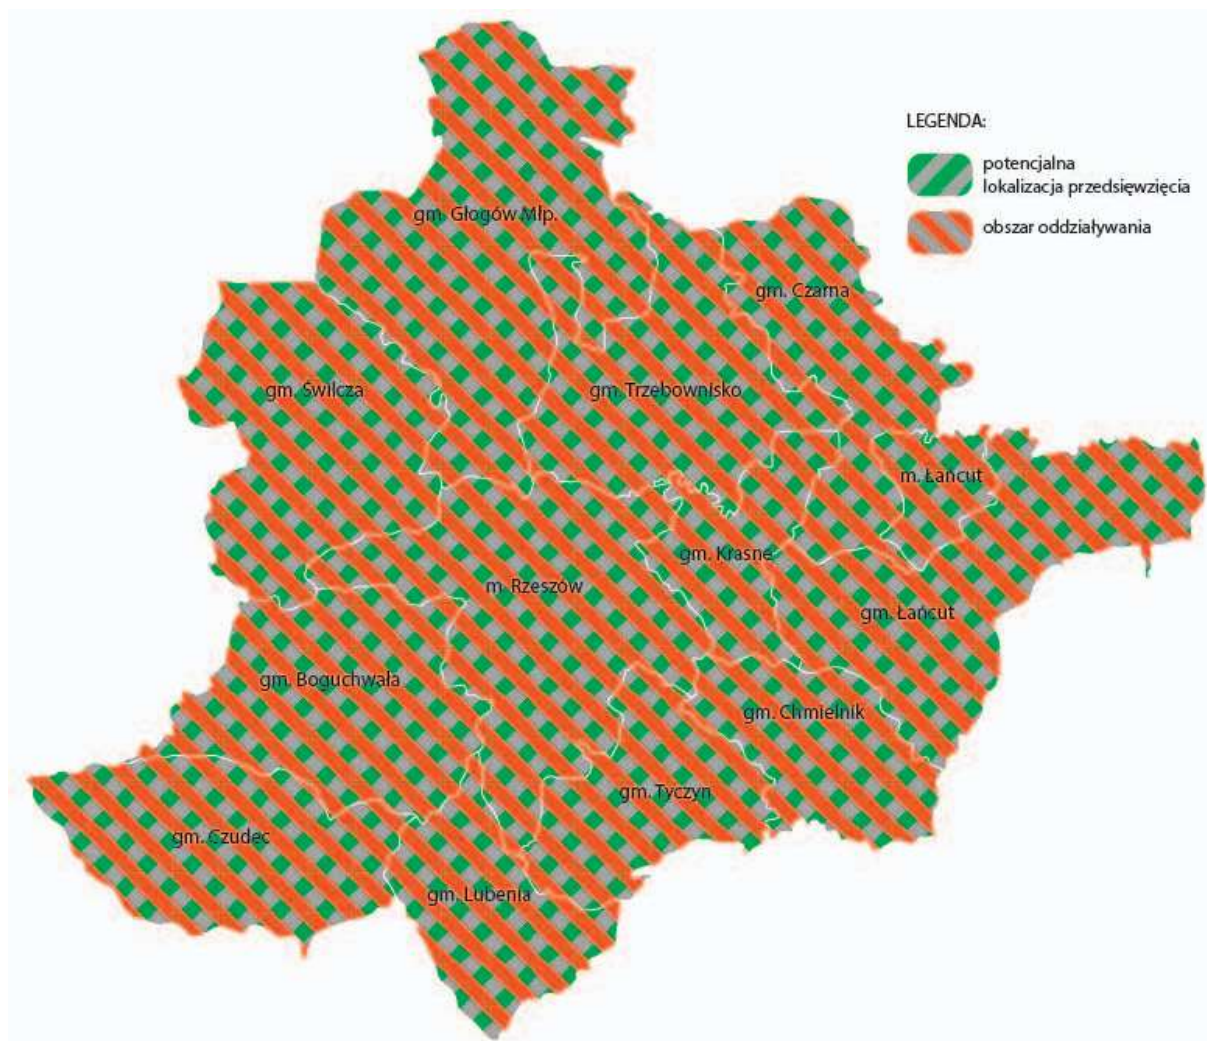 LEGENDA:
potencjalna
lokalizacja przedsięwzięcia
obszar oddziaływania
gm. Głogów Młp.
gm. Czarna
gm. Świlcza
gm. Trzebownisko
m. Łańcut
gm. Krasne
m. Rzeszów
gm. Łańcut
gm. Boguchwała
gm. Chmielnik
gm. Tyczyn
gm. Czudec
gm. Lubenia